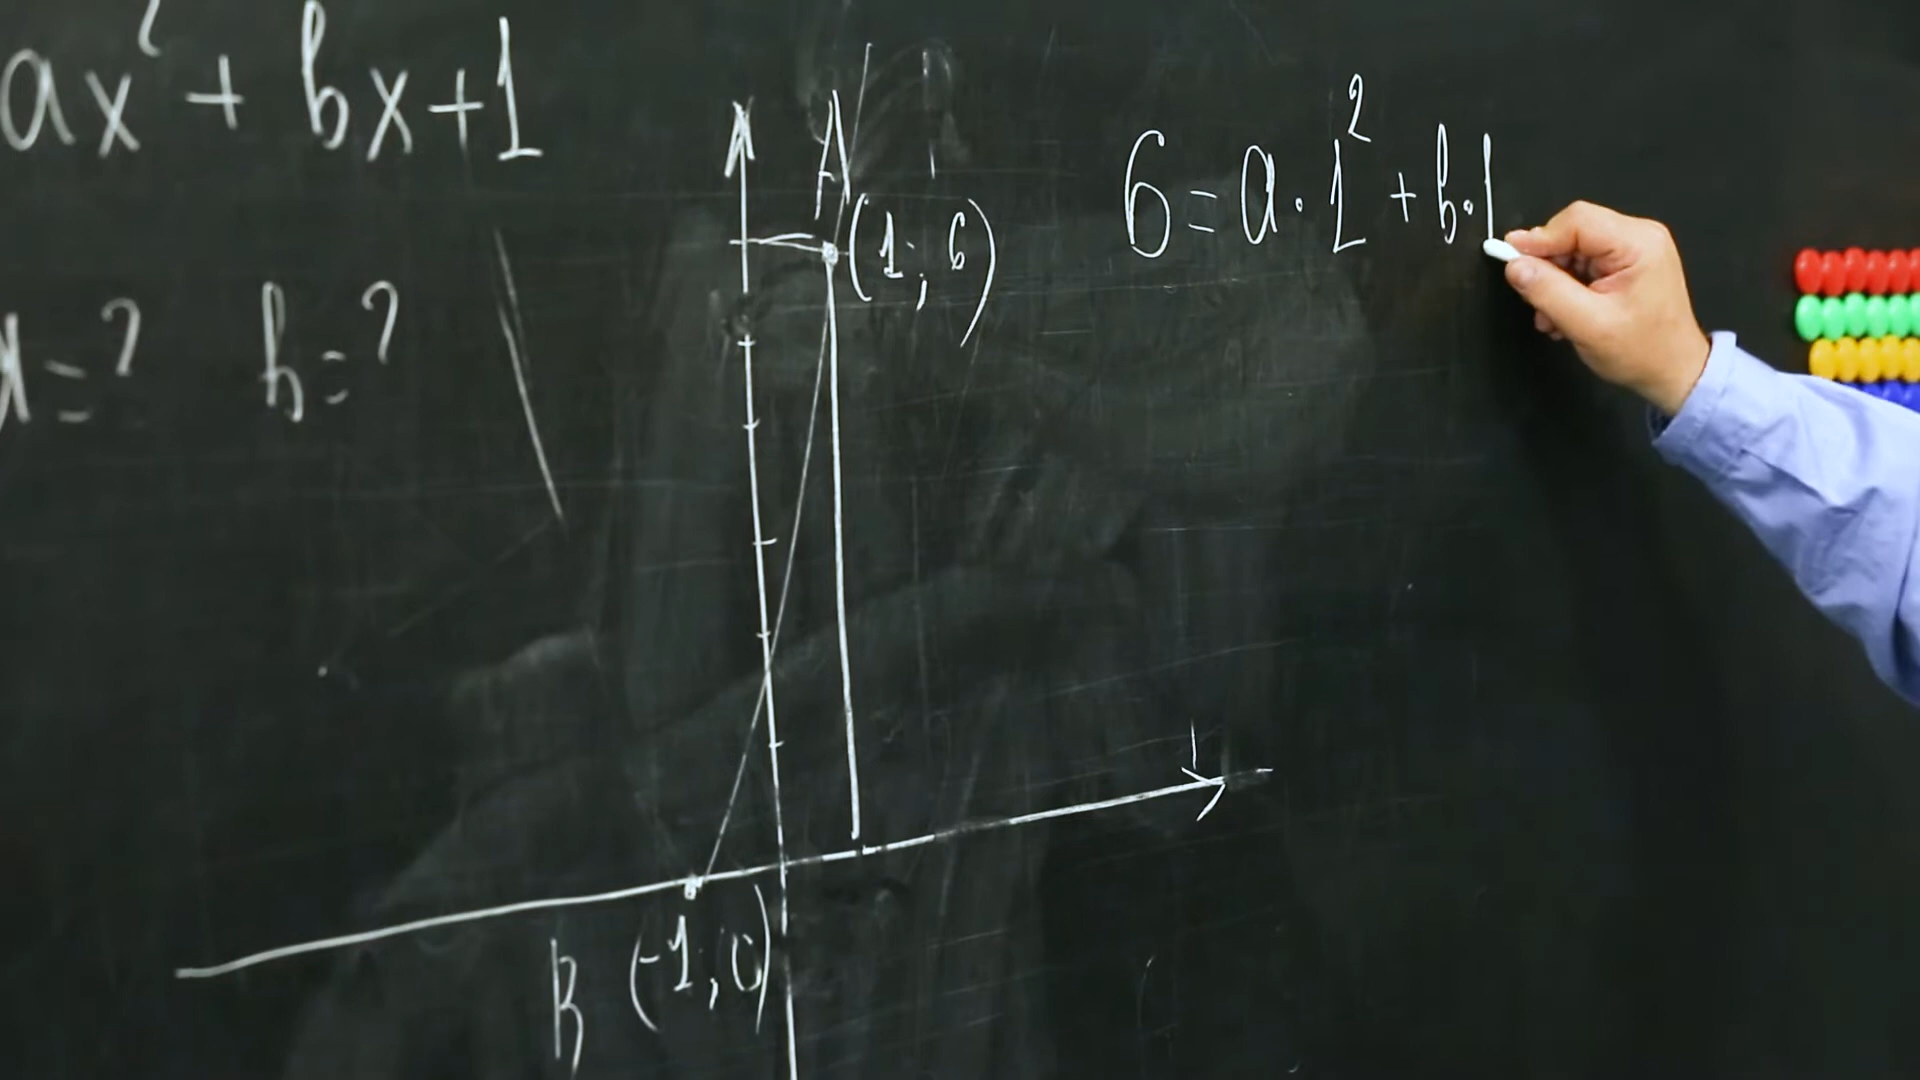 ax² + bx+1
a=? b=?
A
(1; 6)
B (-1; 0)
6 = a · 1² + b·1